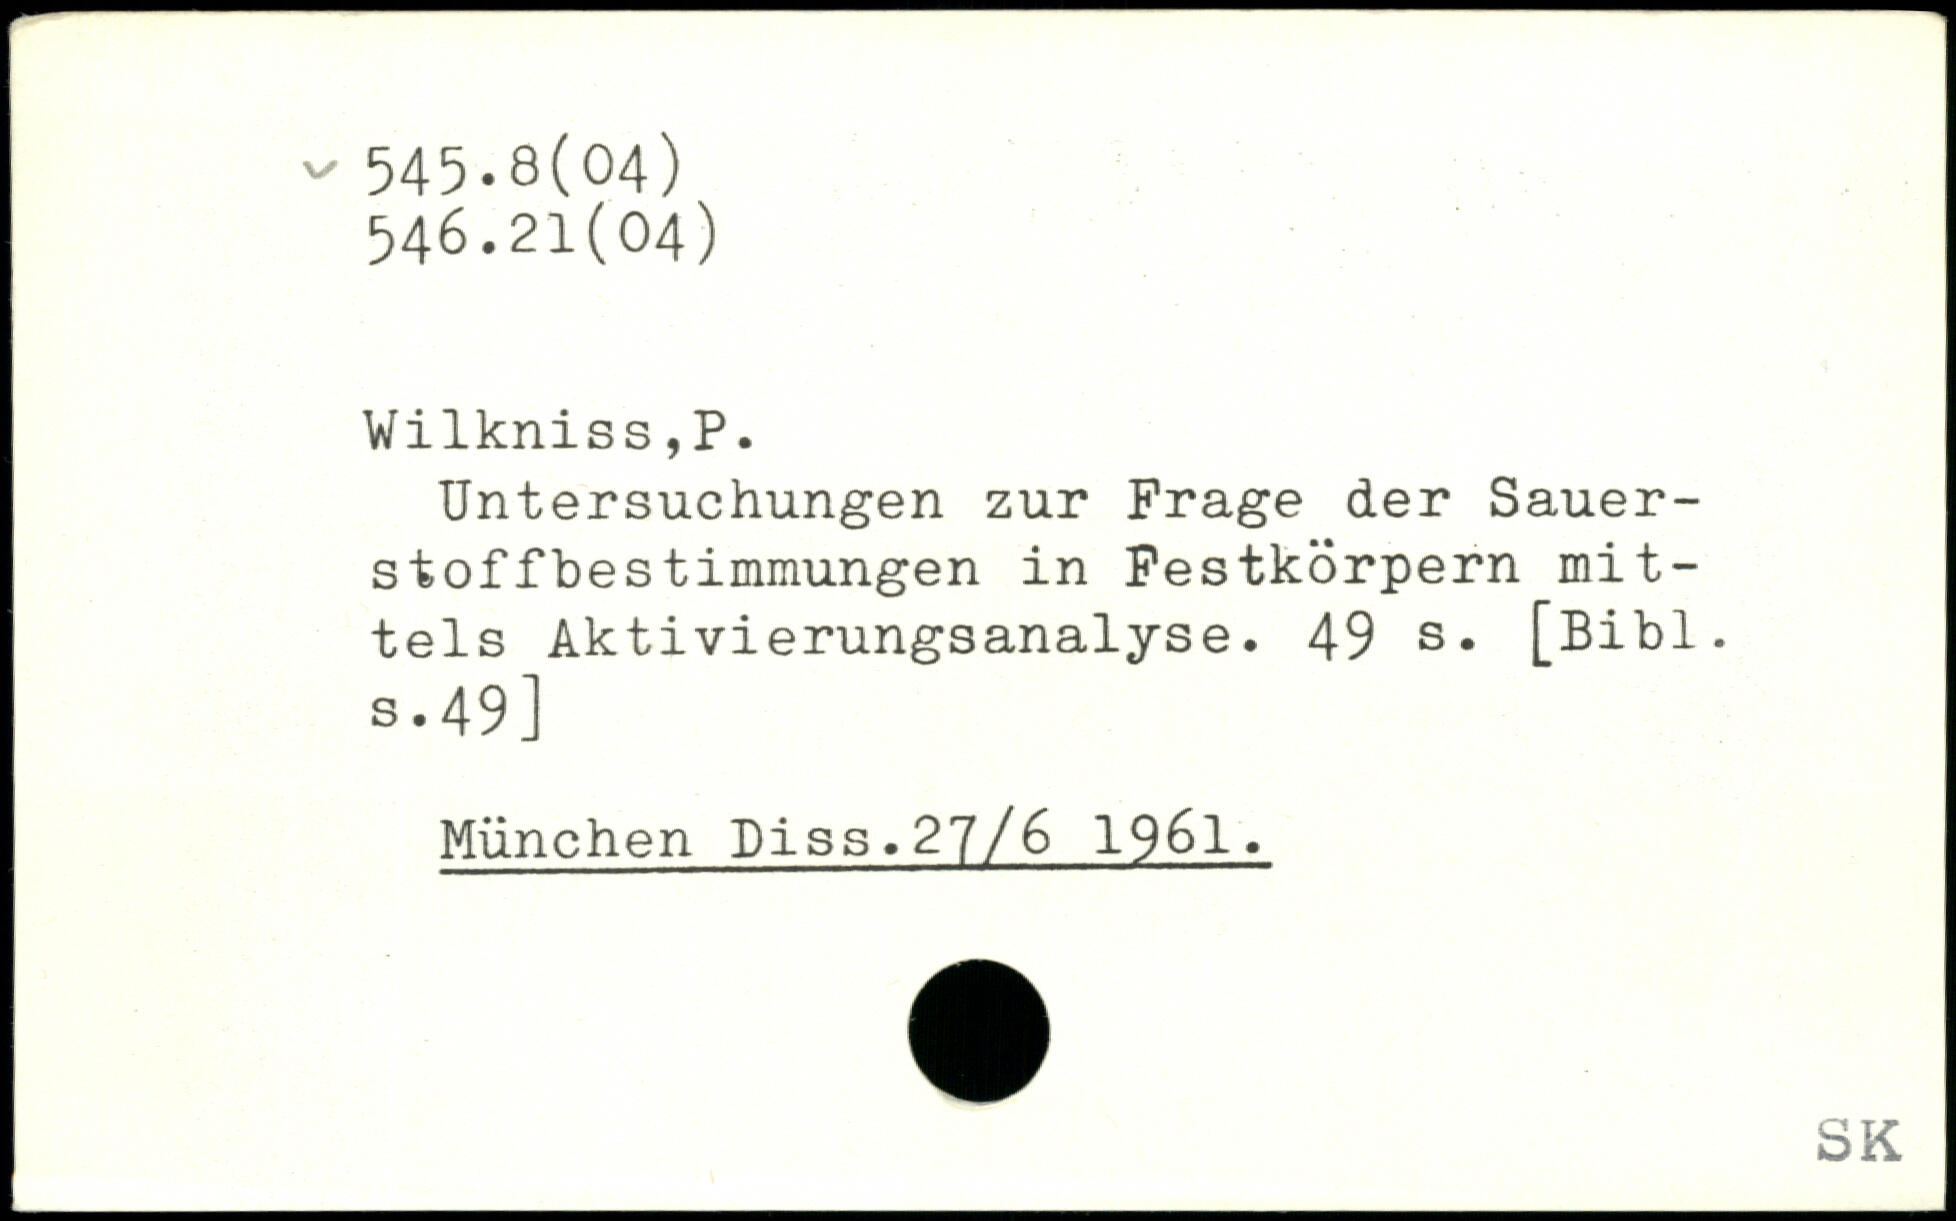 ✓ 545.8(04)
546.21(04)
Wilkniss,P.
Untersuchungen zur Frage der Sauer-
stoffbestimmungen in Festkörpern mit-
tels Aktivierungsanalyse. 49 s. [Bibl.
s.49]
München Diss.27/6 1961.
SK